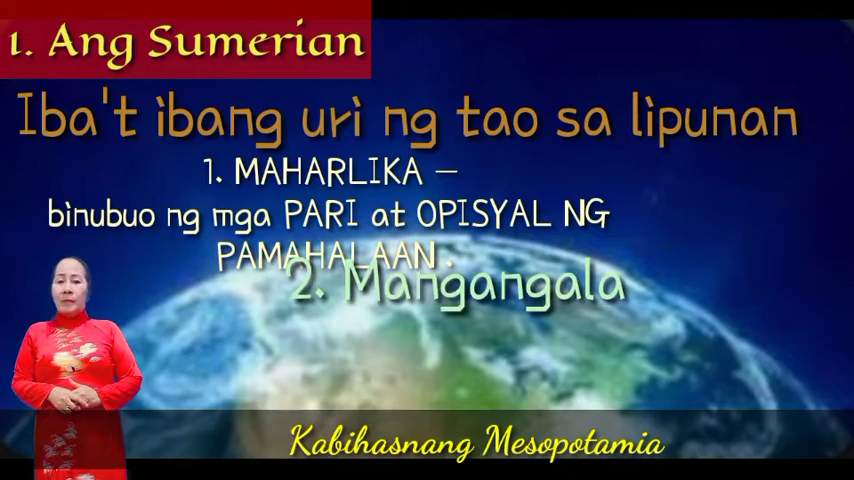 1. Ang Sumerian
Iba't ibang uri ng tao sa lipunan
1. MAHARLIKA –
binubuo ng mga PARI at OPISYAL NG
PAMAHALAAN.
2. Mangangala
Kabihasnang Mesopotamia